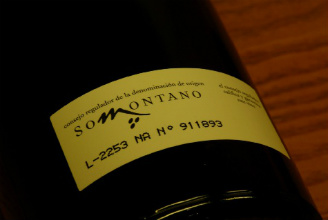 consejo regulador de la denominación de origen
SOMONTANO
L-2253 NA Nº 911893